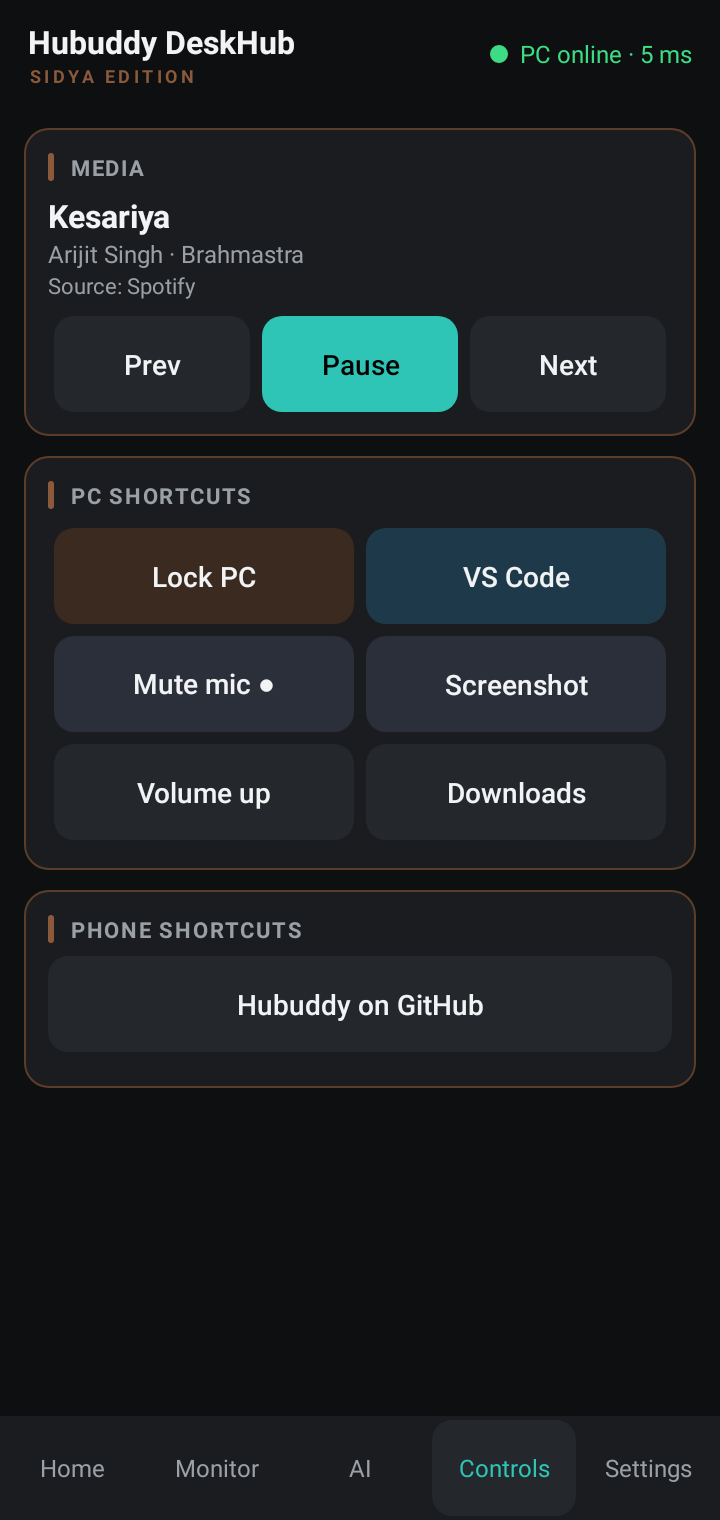 Hubuddy DeskHub
SIDYA EDITION
PC online · 5 ms
MEDIA
Kesariya
Arijit Singh · Brahmastra
Source: Spotify
Prev
Pause
Next
PC SHORTCUTS
Lock PC
VS Code
Mute mic ●
Screenshot
Volume up
Downloads
PHONE SHORTCUTS
Hubuddy on GitHub
Home
Monitor
AI
Controls
Settings